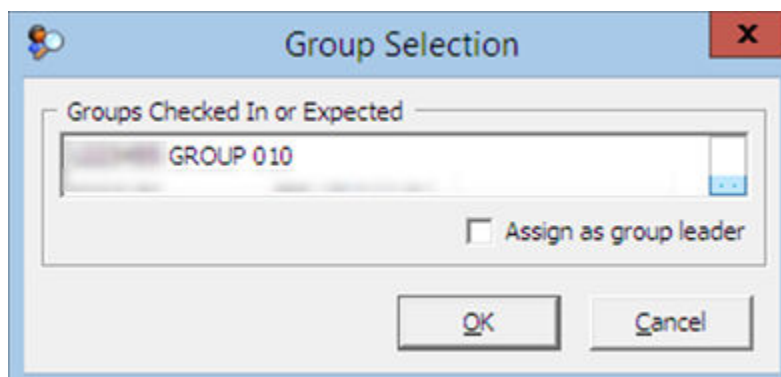 Group Selection
Groups Checked In or Expected
GROUP 010
Assign as group leader
OK
Cancel